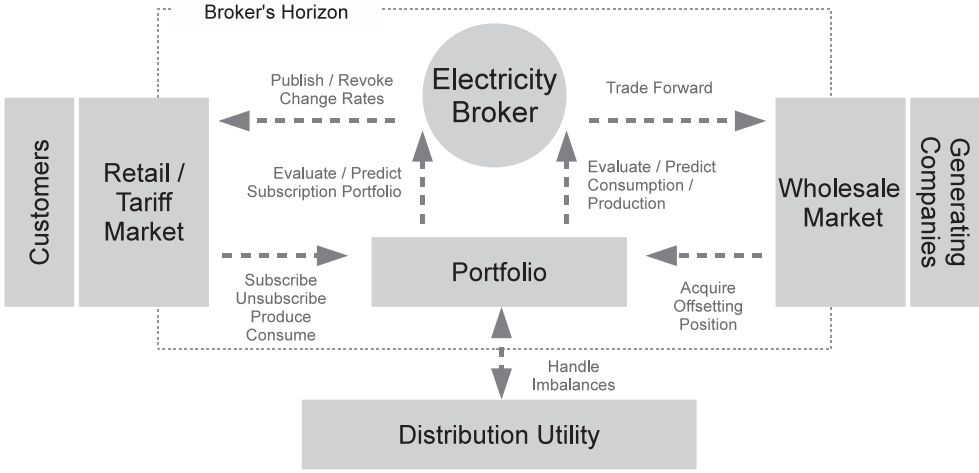 Broker's Horizon
Publish / Revoke
Change Rates
Electricity
Broker
Trade Forward
Customers
Retail /
Tariff
Market
Evaluate / Predict
Subscription Portfolio
Evaluate / Predict
Consumption /
Production
Wholesale
Market
Generating
Companies
Subscribe
Unsubscribe
Produce
Consume
Portfolio
Acquire
Offsetting
Position
Handle
Imbalances
Distribution Utility